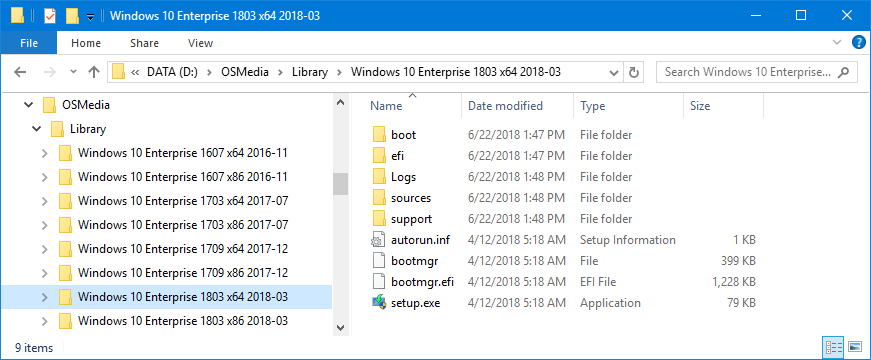 Windows 10 Enterprise 1803 x64 2018-03
File Home Share View
DATA (D:) OSMedia Library Windows 10 Enterprise 1803 x64 2018-03 Search Windows 10 Enterprise...
OSMedia
Library
Windows 10 Enterprise 1607 x64 2016-11
Windows 10 Enterprise 1607 x86 2016-11
Windows 10 Enterprise 1703 x64 2017-07
Windows 10 Enterprise 1703 x86 2017-07
Windows 10 Enterprise 1709 x64 2017-12
Windows 10 Enterprise 1709 x86 2017-12
Windows 10 Enterprise 1803 x64 2018-03
Windows 10 Enterprise 1803 x86 2018-03
Name Date modified Type Size
boot 6/22/2018 1:47 PM File folder
efi 6/22/2018 1:47 PM File folder
Logs 6/22/2018 1:48 PM File folder
sources 6/22/2018 1:48 PM File folder
support 6/22/2018 1:48 PM File folder
autorun.inf 4/12/2018 5:18 AM Setup Information 1 KB
bootmgr 4/12/2018 5:18 AM File 399 KB
bootmgr.efi 4/12/2018 5:18 AM EFI File 1,228 KB
setup.exe 4/12/2018 5:18 AM Application 79 KB
9 items